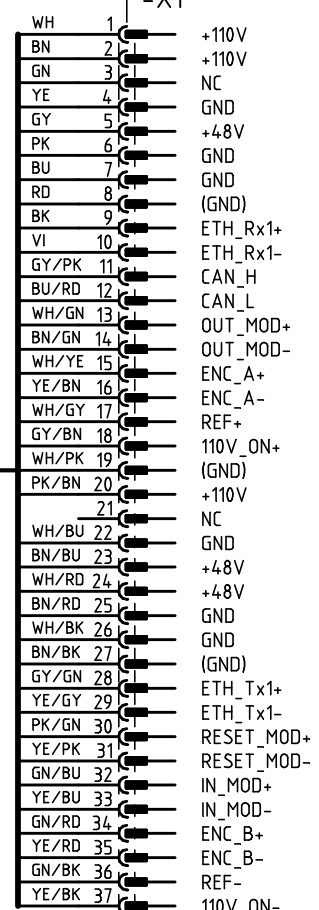 -X1
WH 1 +110V
BN 2 +110V
GN 3 NC
YE 4 GND
GY 5 +48V
PK 6 GND
BU 7 GND
RD 8 (GND)
BK 9 ETH_Rx1+
VI 10 ETH_Rx1-
GY/PK 11 CAN_H
BU/RD 12 CAN_L
WH/GN 13 OUT_MOD+
BN/GN 14 OUT_MOD-
WH/YE 15 ENC_A+
YE/BN 16 ENC_A-
WH/GY 17 REF+
GY/BN 18 110V_ON+
WH/PK 19 (GND)
PK/BN 20 +110V
21 NC
WH/BU 22 GND
BN/BU 23 +48V
WH/RD 24 +48V
BN/RD 25 GND
WH/BK 26 GND
BN/BK 27 (GND)
GY/GN 28 ETH_Tx1+
YE/GY 29 ETH_Tx1-
PK/GN 30 RESET_MOD+
YE/PK 31 RESET_MOD-
GN/BU 32 IN_MOD+
YE/BU 33 IN_MOD-
GN/RD 34 ENC_B+
YE/RD 35 ENC_B-
GN/BK 36 REF-
YE/BK 37 110V_ON-